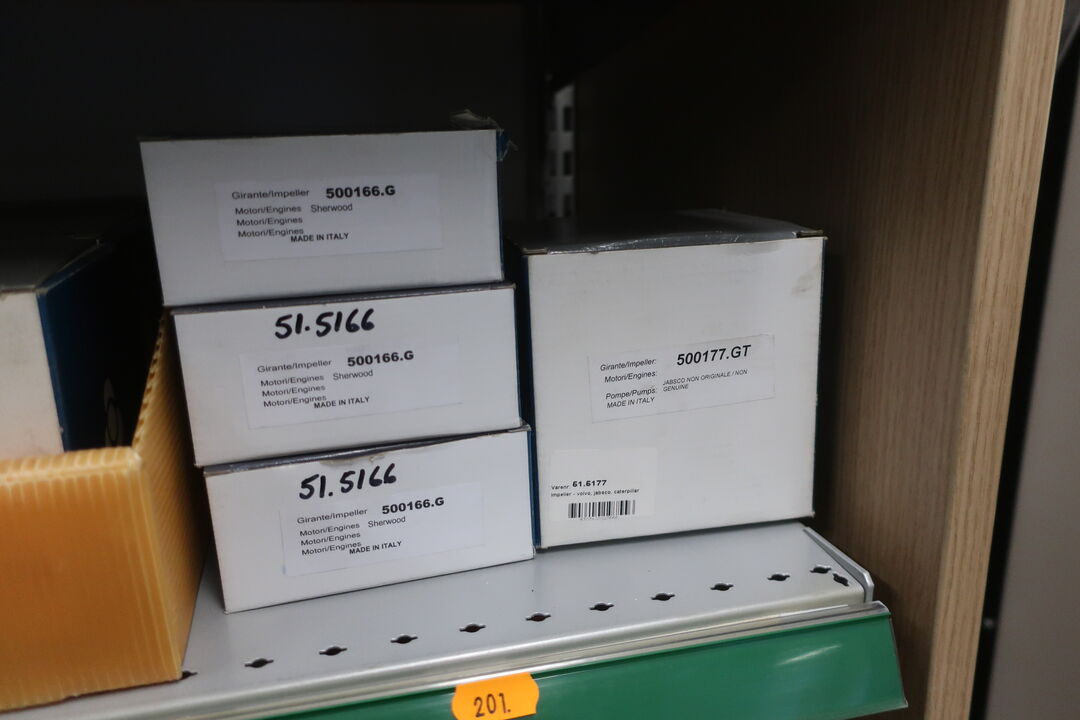 Girante/Impeller 500166.G
Motori/Engines Sherwood
Motori/Engines
Motori/Engines
MADE IN ITALY
51.5166
Girante/Impeller 500166.G
Motori/Engines Sherwood
Motori/Engines
Motori/Engines
MADE IN ITALY
51.5166
Girante/Impeller 500166.G
Motori/Engines Sherwood
Motori/Engines
Motori/Engines
MADE IN ITALY
Girante/Impeller: 500177.GT
Motori/Engines:
JABSCO NON ORIGINALE / NON
Pompe/Pumps: GENUINE
MADE IN ITALY
Varenr. 51.5177
Impeller - volvo, jabsco, caterpillar
201.